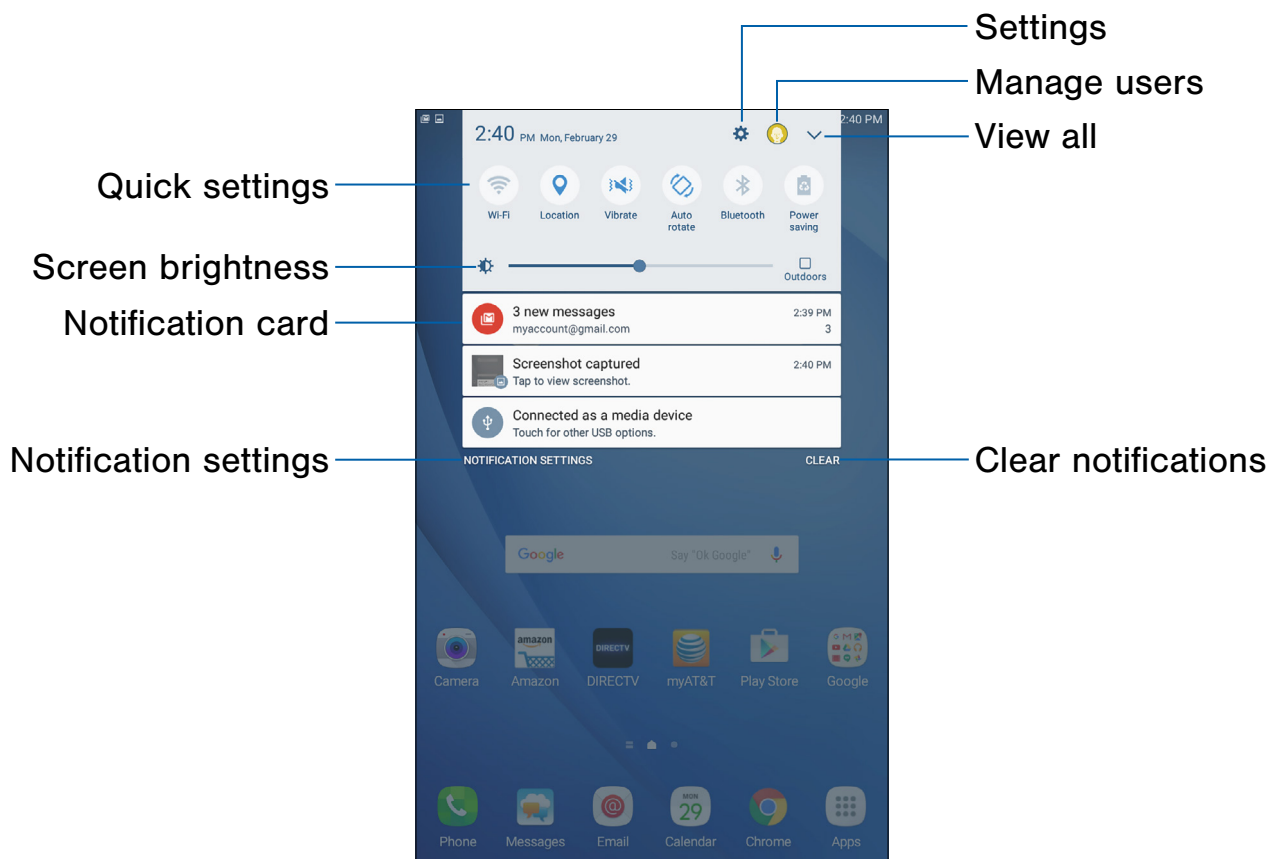 Settings
Manage users
View all
Quick settings
Screen brightness
Notification card
Notification settings
Clear notifications
2:40 PM
2:40 PM Mon, February 29
Wi-Fi
Location
Vibrate
Auto
rotate
Bluetooth
Power
saving
Outdoors
3 new messages
2:39 PM
myaccount@gmail.com
3
Screenshot captured
2:40 PM
Tap to view screenshot.
Connected as a media device
Touch for other USB options.
NOTIFICATION SETTINGS
CLEAR
Google
Say "Ok Google"
amazon
DIRECTV
Camera
Amazon
DIRECTV
myAT&T
Play Store
Google
MON
29
Phone
Messages
Email
Calendar
Chrome
Apps